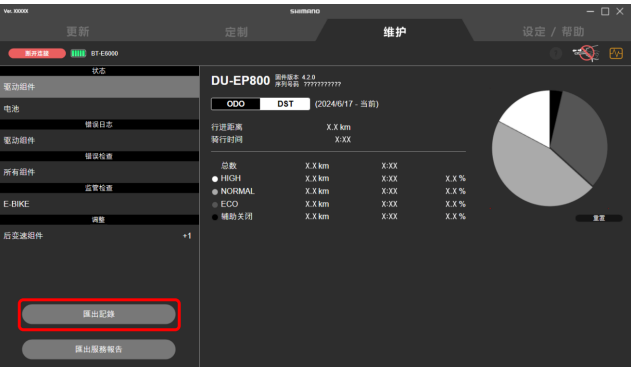 Ver. XXXXX
SHIMANO
更新
定制
维护
设定 / 帮助
断开連線
BT-E6000
状态
驱动组件
电池
错误日志
驱动组件
错误检查
所有组件
监管检查
E-BIKE
调整
后变速组件 +1
匯出記錄
匯出服務報告
DU-EP800 固件版本 4.2.0
序列号码 ???????????
ODO DST (2024/6/17 - 当前)
行进距离 X.X km
骑行时间 X:XX
总数 X.X km X:XX
HIGH X.X km X:XX X.X %
NORMAL X.X km X:XX X.X %
ECO X.X km X:XX X.X %
辅助关闭 X.X km X:XX X.X %
重置